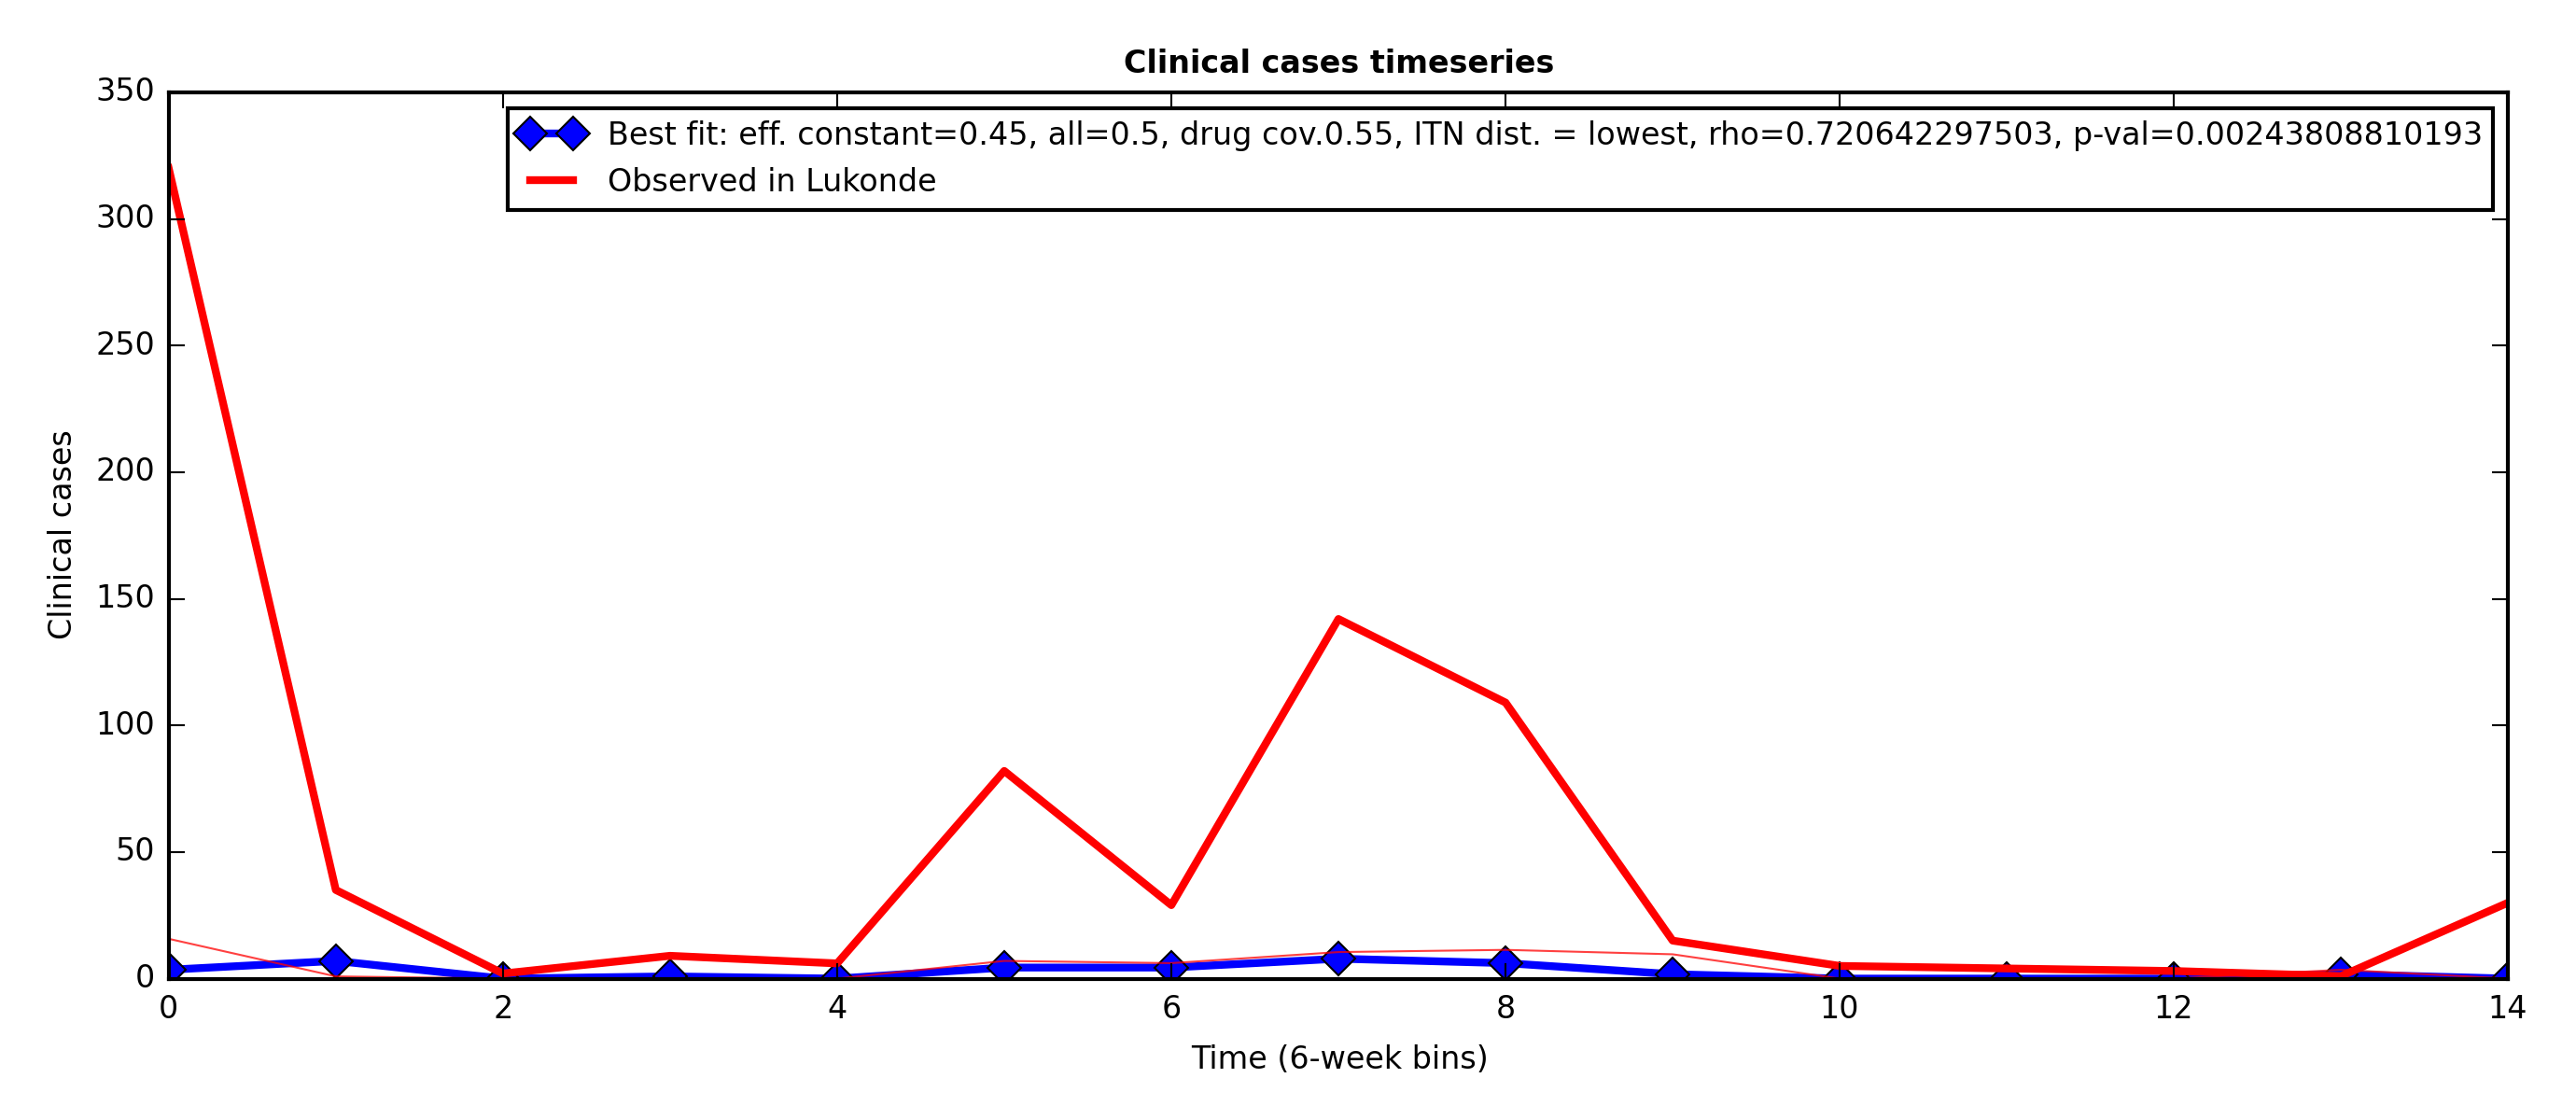 Clinical cases timeseries
350
300
250
200
150
100
50
0
Clinical cases
Best fit: eff. constant=0.45, all=0.5, drug cov.0.55, ITN dist. = lowest, rho=0.720642297503, p-val=0.00243808810193
Observed in Lukonde
0 2 4 6 8 10 12 14
Time (6-week bins)